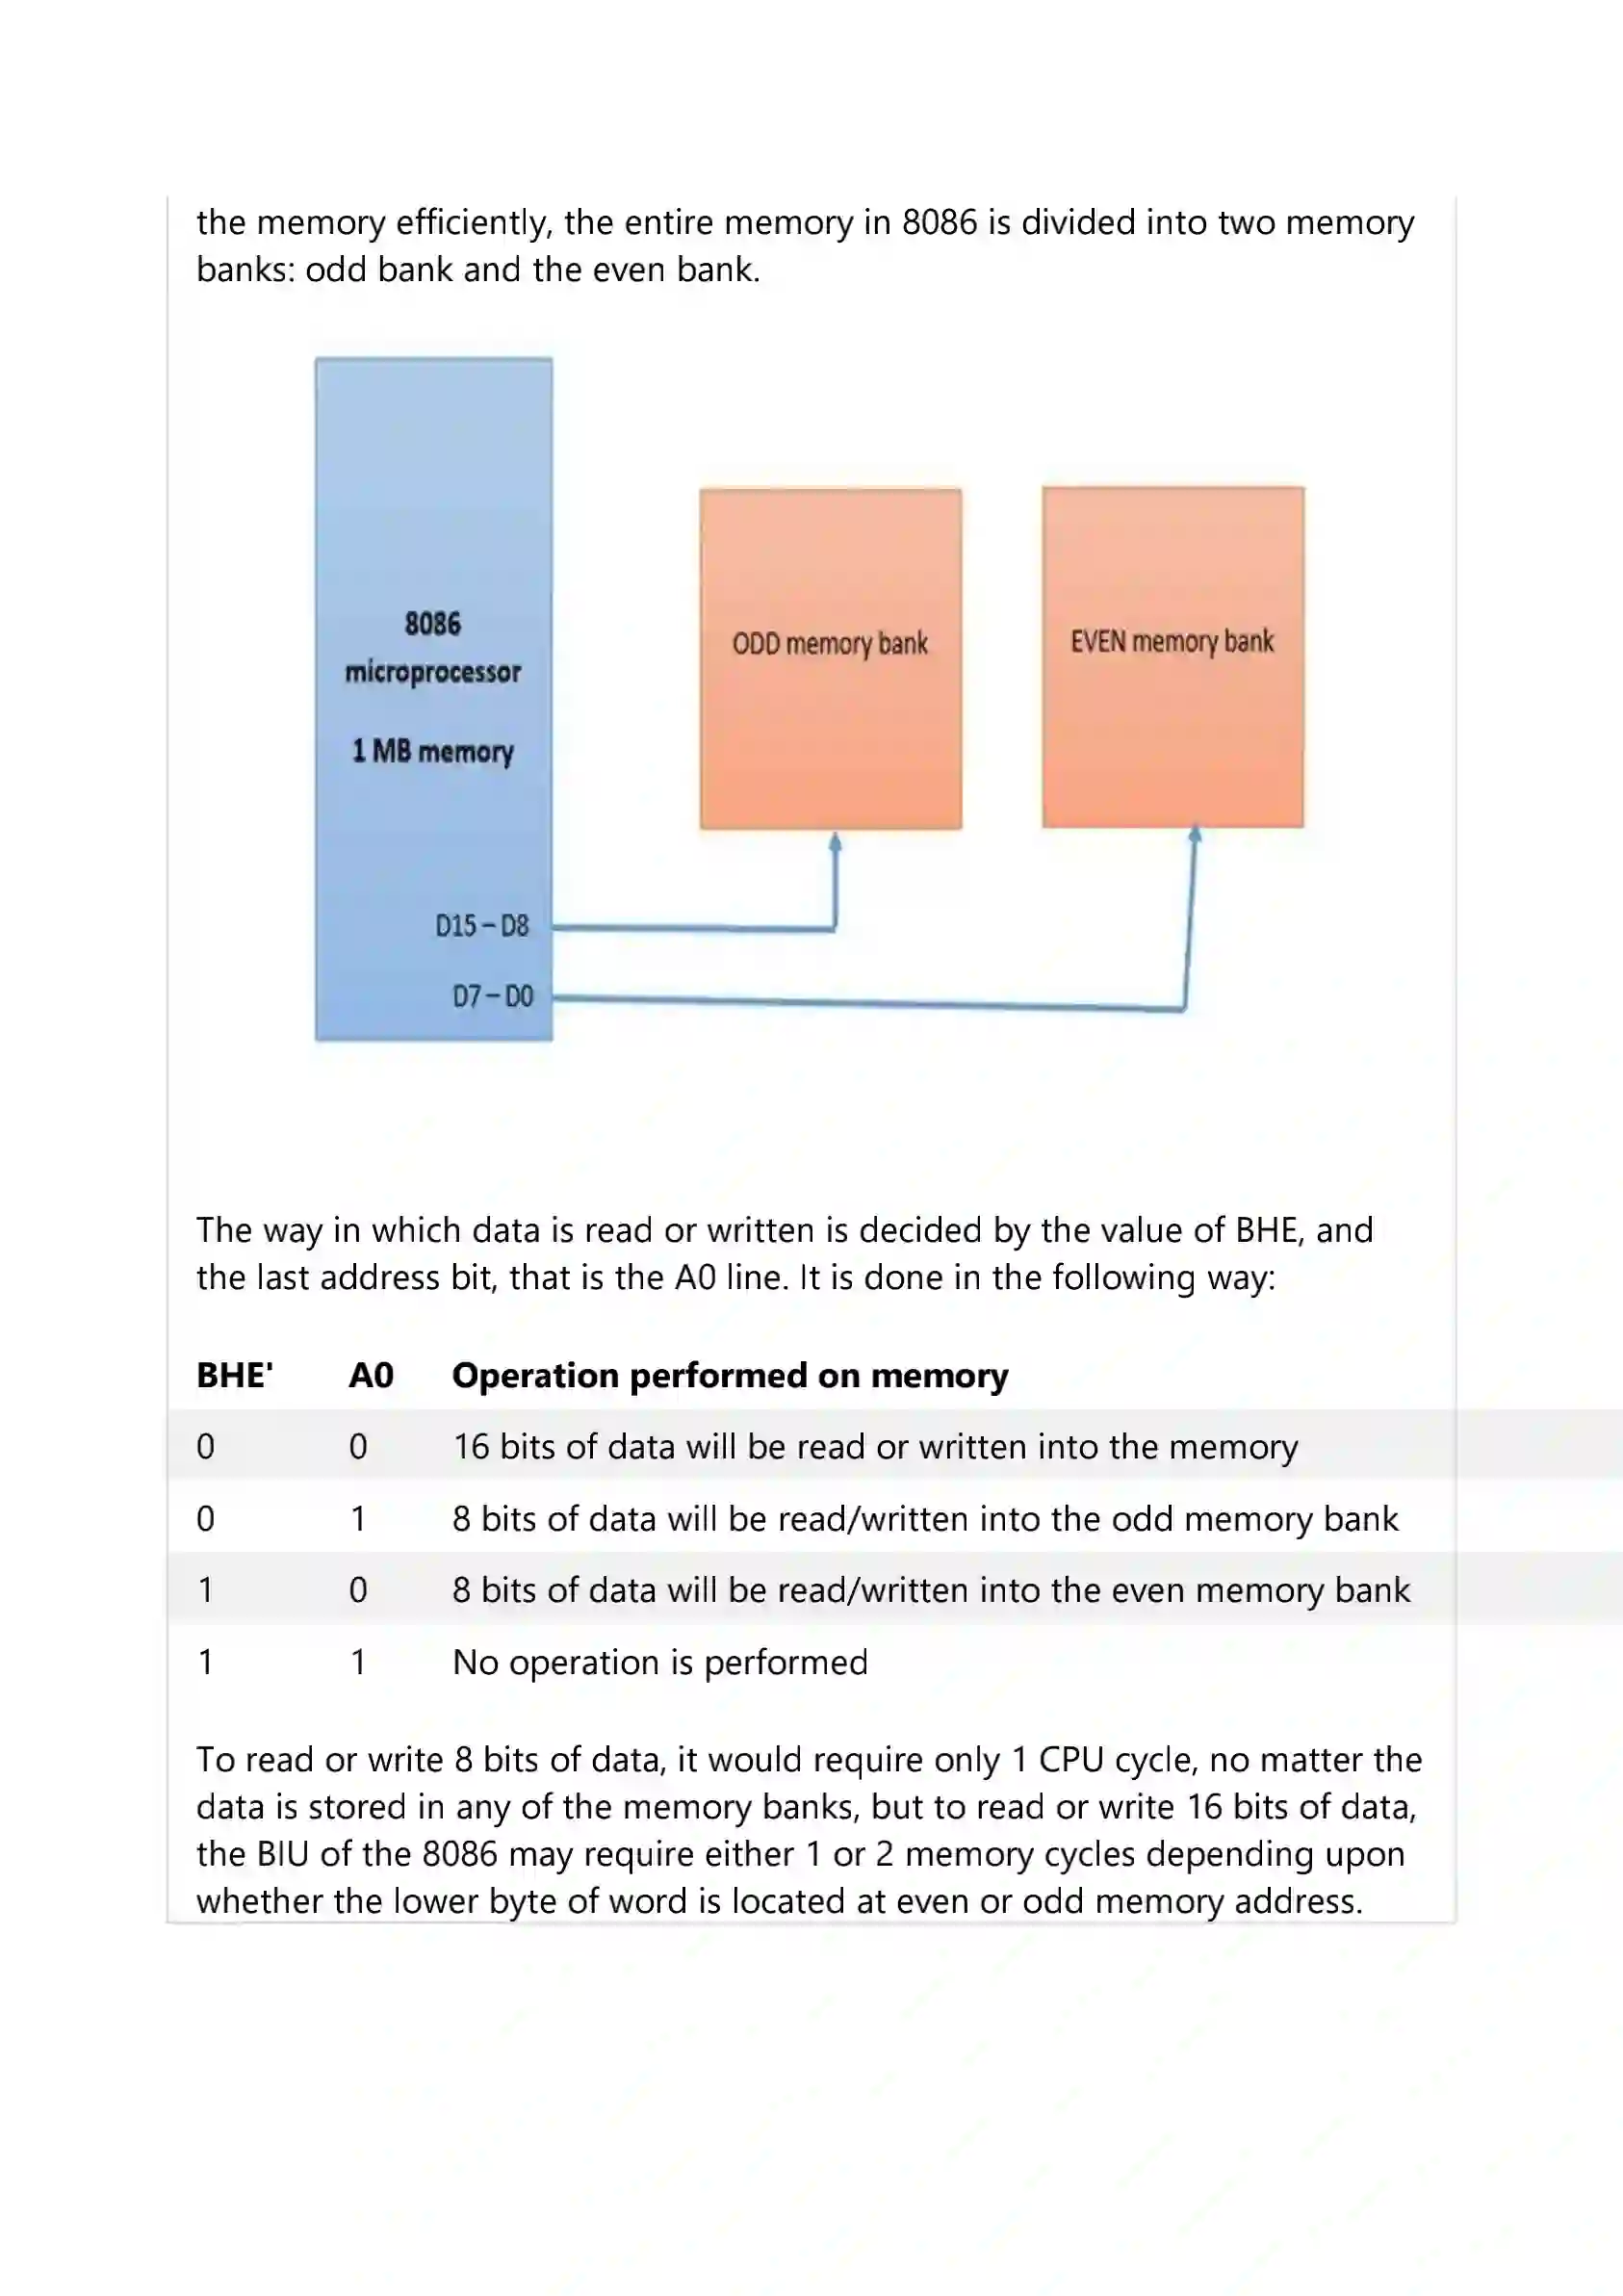 the memory efficiently, the entire memory in 8086 is divided into two memory
banks: odd bank and the even bank.
8086
microprocessor
1 MB memory
ODD memory bank
EVEN memory bank
D15 – D8
D7 – D0
The way in which data is read or written is decided by the value of BHE, and
the last address bit, that is the A0 line. It is done in the following way:
BHE' A0 Operation performed on memory
0 0 16 bits of data will be read or written into the memory
0 1 8 bits of data will be read/written into the odd memory bank
1 0 8 bits of data will be read/written into the even memory bank
1 1 No operation is performed
To read or write 8 bits of data, it would require only 1 CPU cycle, no matter the
data is stored in any of the memory banks, but to read or write 16 bits of data,
the BIU of the 8086 may require either 1 or 2 memory cycles depending upon
whether the lower byte of word is located at even or odd memory address.